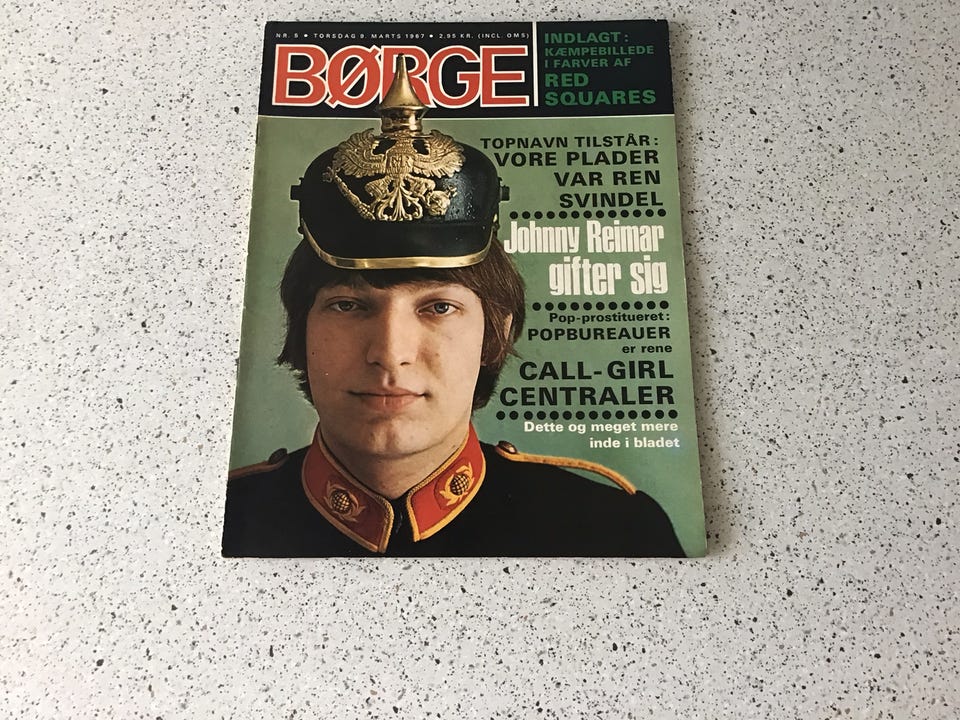 NR. 5 • TORSDAG 9. MARTS 1967 • 2.95 KR. (INCL. OMS)
BØRGE
INDLAGT:
KÆMPEBILLEDE
I FARVER AF
RED
SQUARES
TOPNAVN TILSTÅR:
VORE PLADER
VAR REN
SVINDEL
Johnny Reimar
gifter sig
Pop-prostitueret:
POPBUREAUER
er rene
CALL-GIRL
CENTRALER
Dette og meget mere
inde i bladet